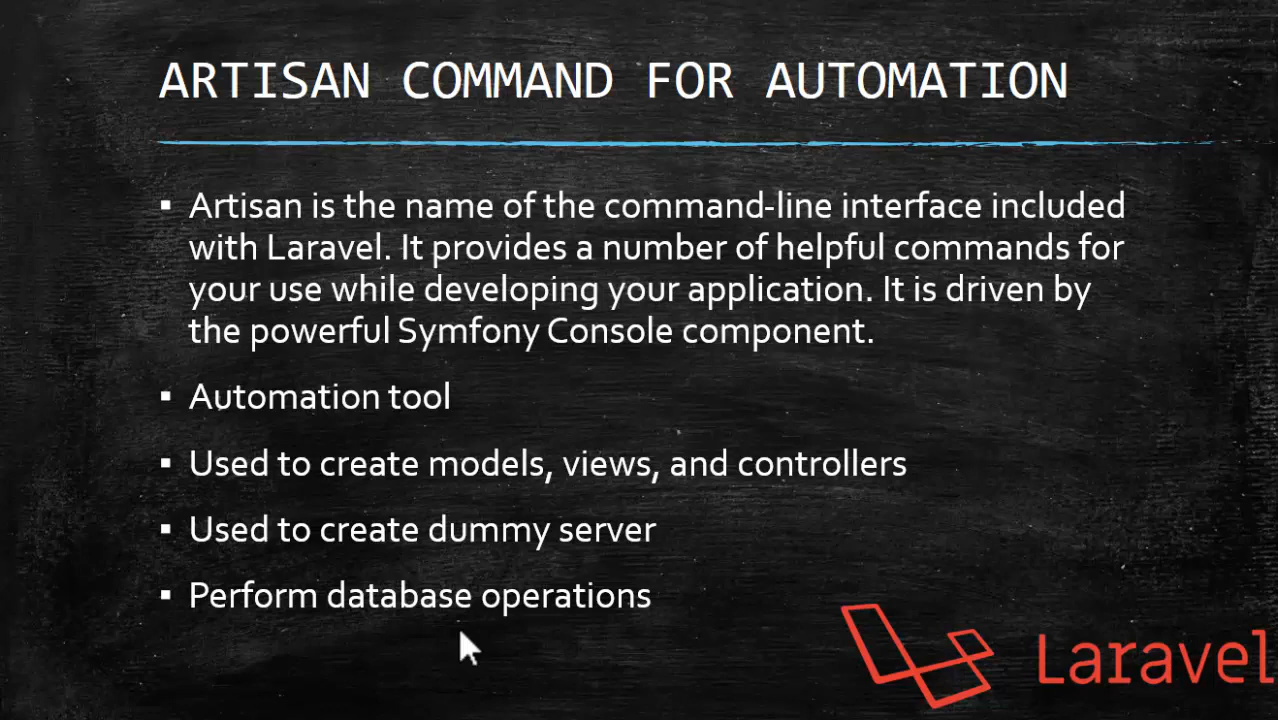 ARTISAN COMMAND FOR AUTOMATION
▪ Artisan is the name of the command-line interface included
with Laravel. It provides a number of helpful commands for
your use while developing your application. It is driven by
the powerful Symfony Console component.
▪ Automation tool
▪ Used to create models, views, and controllers
▪ Used to create dummy server
▪ Perform database operations
Laravel